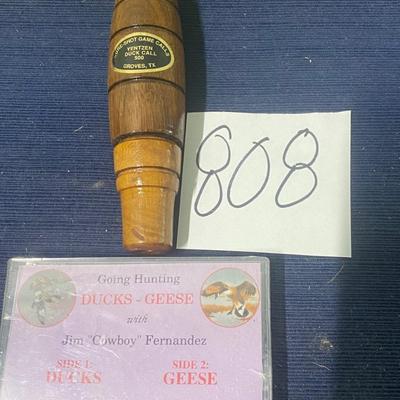 SURE-SHOT GAME CALLS
YENTZEN
DUCK CALL
500
GROVES, TX
808
Going Hunting
DUCKS - GEESE
with
Jim "Cowboy" Fernandez
SIDE 1: SIDE 2:
DUCKS GEESE